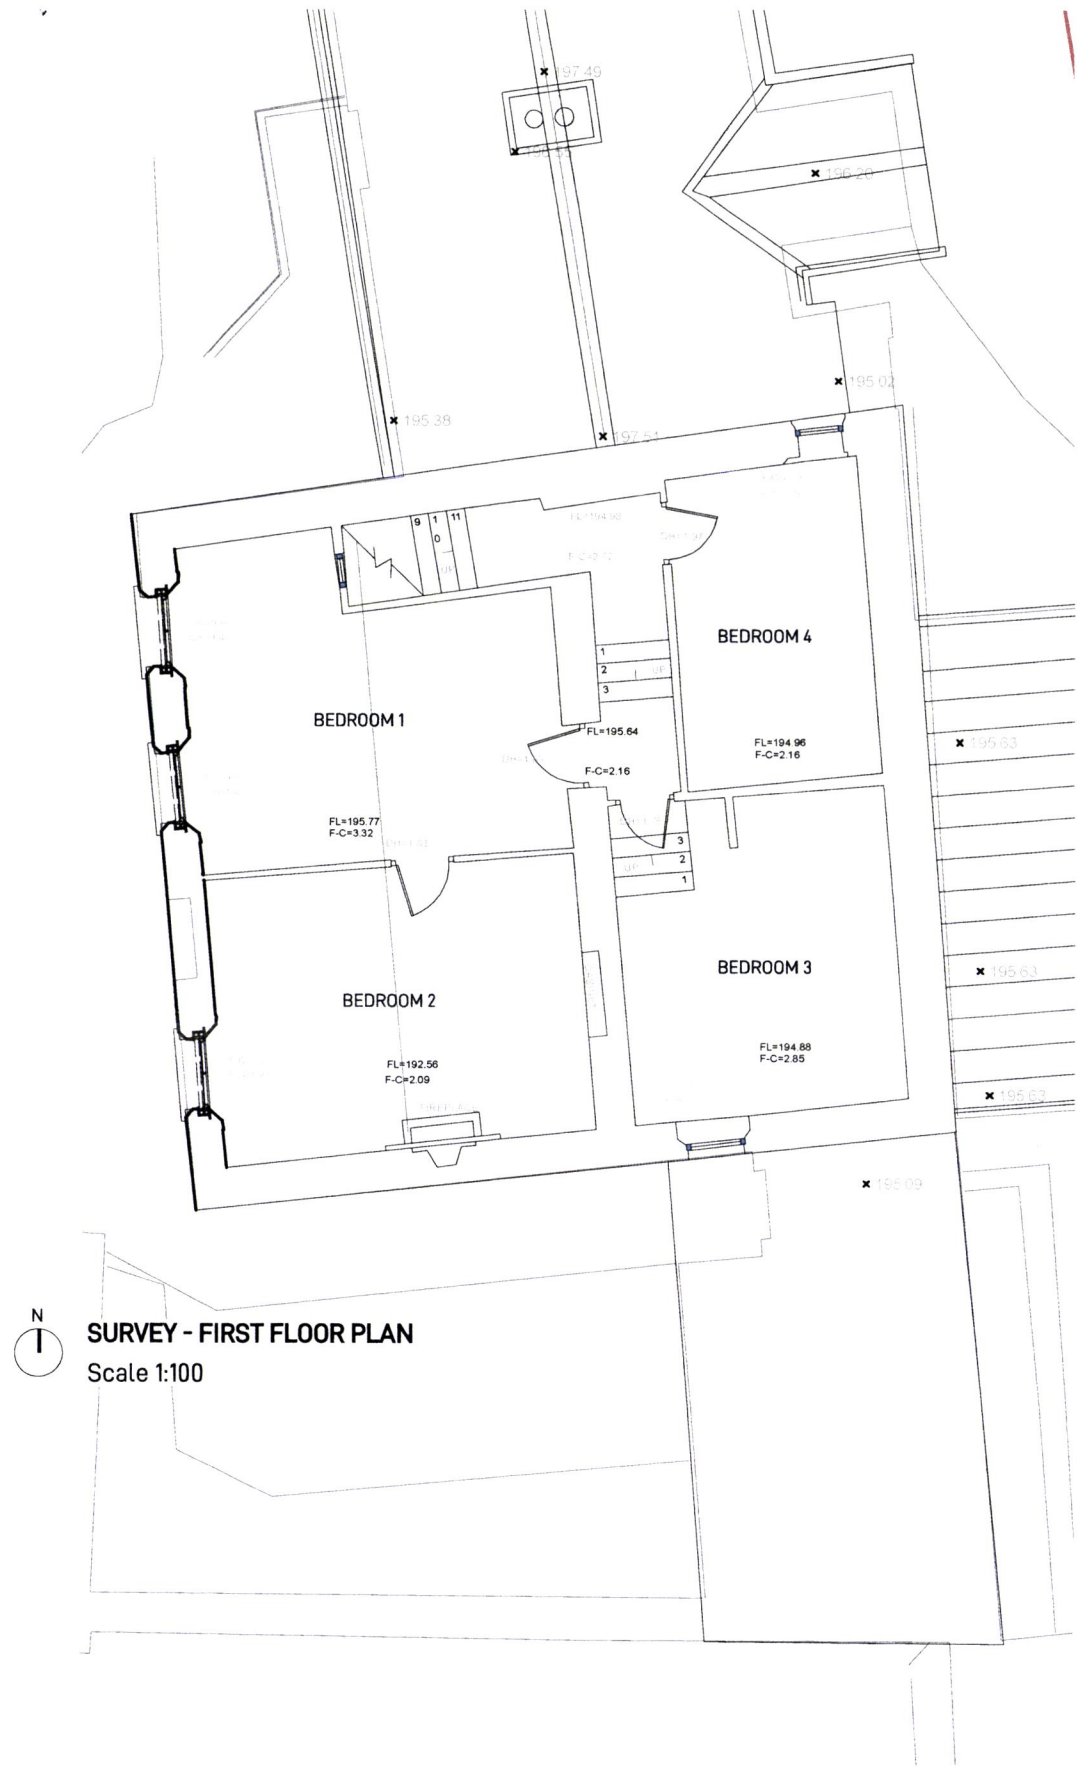 197.49
196.20
195.02
195.38
197.51
9
1
0
11
UP
FL=194.98
BEDROOM 4
1
2
UP
3
BEDROOM 1
FL=195.64
F-C=2.16
FL=194.96
F-C=2.16
195.63
FL=195.77
F-C=3.32
3
2
UP
1
BEDROOM 3
195.63
BEDROOM 2
FL=194.88
F-C=2.85
FL=192.56
F-C=2.09
195.63
195.09
N
SURVEY - FIRST FLOOR PLAN
Scale 1:100